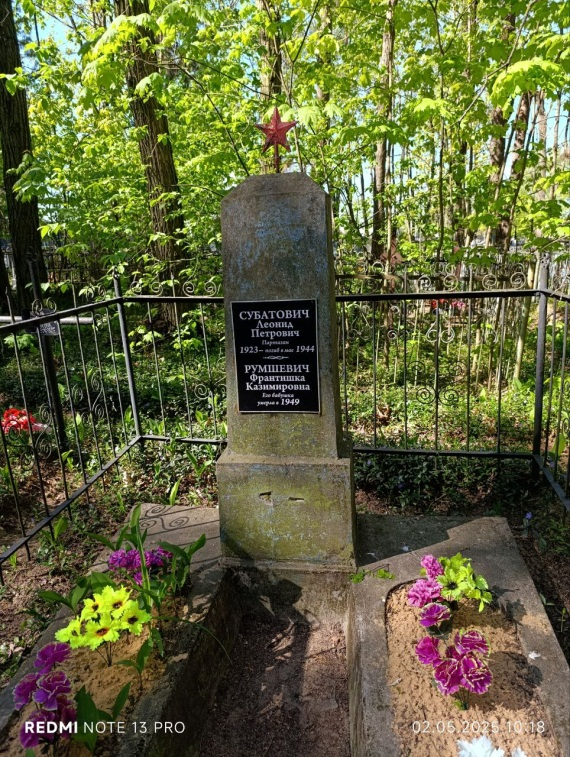 СУБАТОВИЧ
Леонид
Петрович
Партизан
1923 – погиб в мае 1944
РУМШЕВИЧ
Франтишка
Казимировна
Его бабушка
умерла в 1949
REDMI NOTE 13 PRO
02.05.2025 10:18